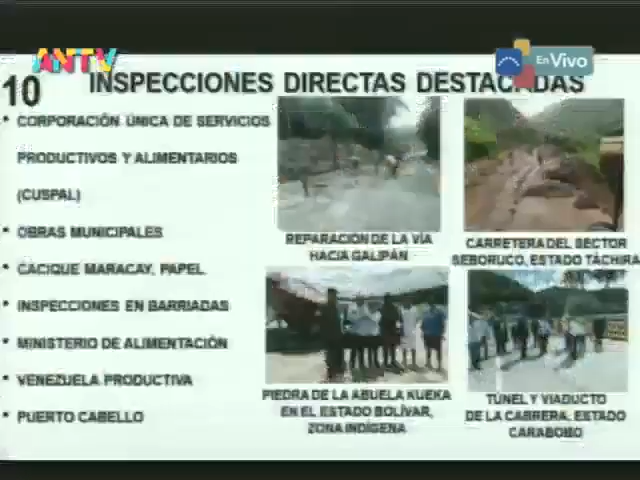 ANTV
En Vivo
10 INSPECCIONES DIRECTAS DESTACADAS
• CORPORACIÓN ÚNICA DE SERVICIOS
PRODUCTIVOS Y ALIMENTARIOS
(CUSPAL)
• OBRAS MUNICIPALES
• CACIQUE MARACAY, PAPEL
• INSPECCIONES EN BARRIADAS
• MINISTERIO DE ALIMENTACIÓN
• VENEZUELA PRODUCTIVA
• PUERTO CABELLO
REPARACIÓN DE LA VÍA
HACIA GALIPÁN
CARRETERA DEL SECTOR
SEBORUCO, ESTADO TÁCHIRA
PIEDRA DE LA ABUELA KUEKA
EN EL ESTADO BOLÍVAR,
ZONA INDÍGENA
TÚNEL Y VIADUCTO
DE LA CABRERA, ESTADO
CARABOBO